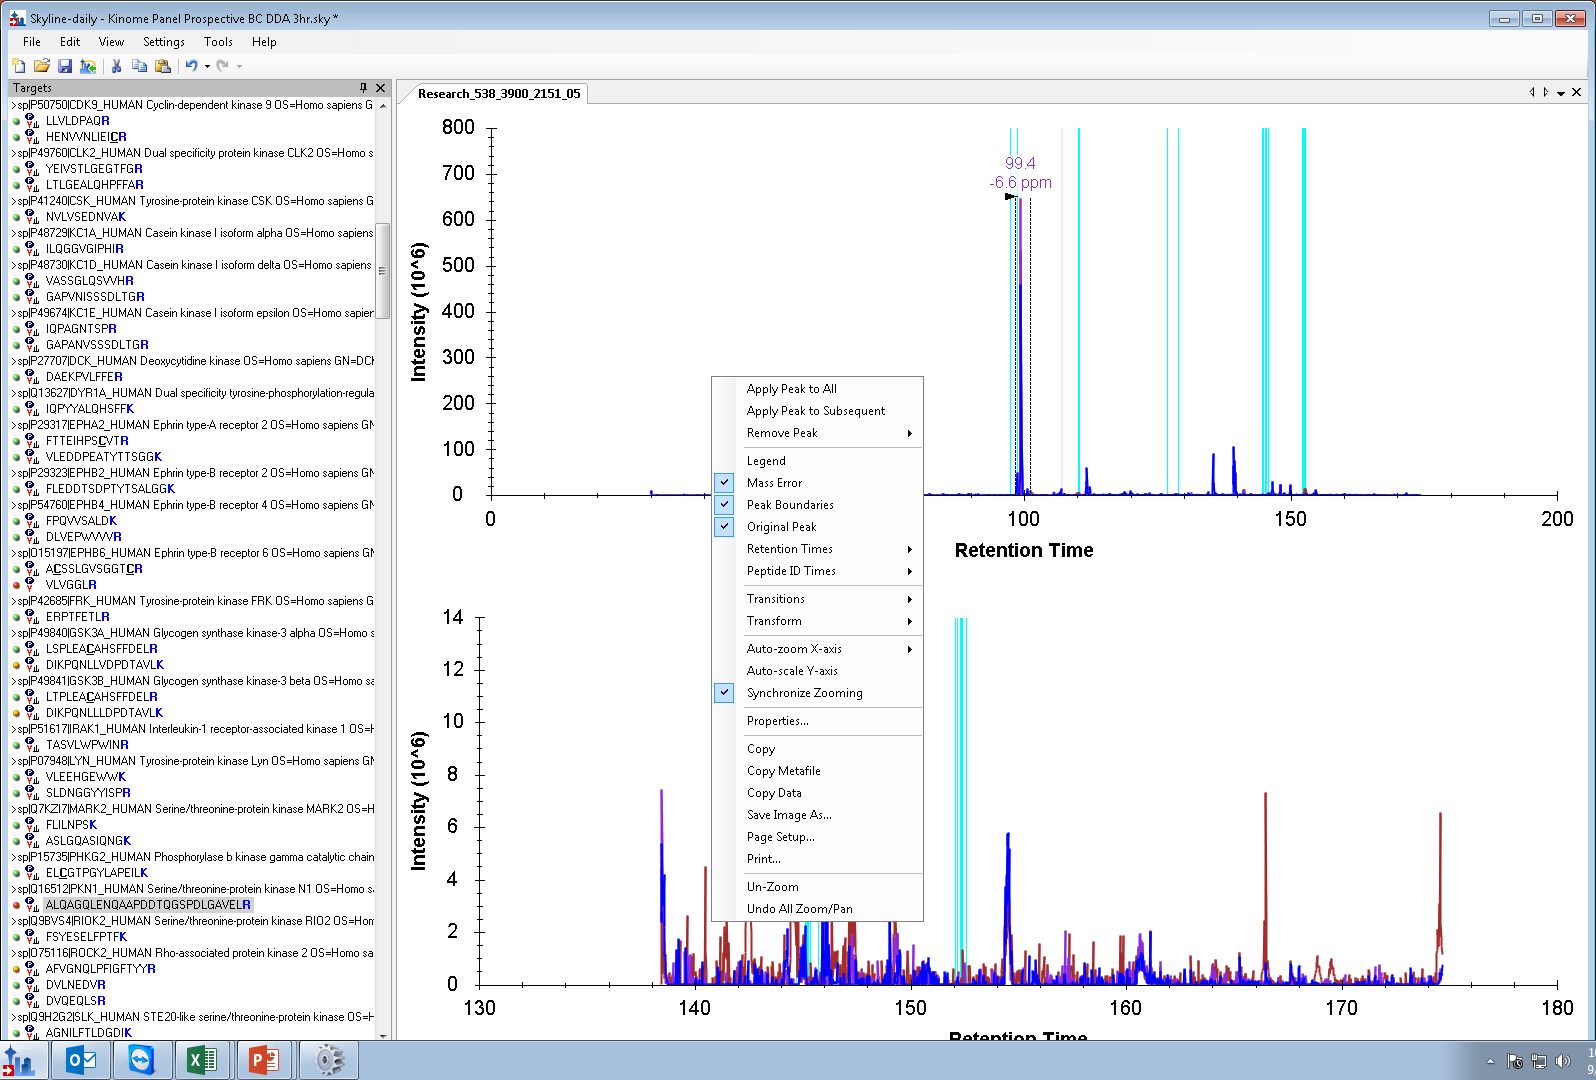 Skyline-daily - Kinome Panel Prospective BC DDA 3hr.sky *
File Edit View Settings Tools Help
Targets
>sp|P50750|CDK9_HUMAN Cyclin-dependent kinase 9 OS=Homo sapiens G
LLVLDPAQR
HENVVNLIEICR
>sp|P49760|CLK2_HUMAN Dual specificity protein kinase CLK2 OS=Homo s
YEIVSTLGEGTFGR
LTLGEALQHPFFAR
>sp|P41240|CSK_HUMAN Tyrosine-protein kinase CSK OS=Homo sapiens G
NVLVSEDNVAK
>sp|P48729|KC1A_HUMAN Casein kinase I isoform alpha OS=Homo sapiens
ILQGGVGIPHIR
>sp|P48730|KC1D_HUMAN Casein kinase I isoform delta OS=Homo sapiens
VASSGLQSVVHR
GAPVNISSSDLTGR
>sp|P49674|KC1E_HUMAN Casein kinase I isoform epsilon OS=Homo sapien
IQPAGNTSPR
GAPANVSSSDLTGR
>sp|P27707|DCK_HUMAN Deoxycytidine kinase OS=Homo sapiens GN=DCK
DAEKPVLFFER
>sp|Q13627|DYR1A_HUMAN Dual specificity tyrosine-phosphorylation-regula
IQPYYALQHSFFK
>sp|P29317|EPHA2_HUMAN Ephrin type-A receptor 2 OS=Homo sapiens GN
FTTEIHPSCVTR
VLEDDPEATYTTSGGK
>sp|P29323|EPHB2_HUMAN Ephrin type-B receptor 2 OS=Homo sapiens GN
FLEDDTSDPTYTSALGGK
>sp|P54760|EPHB4_HUMAN Ephrin type-B receptor 4 OS=Homo sapiens GN
FPQVVSALDK
DLVEPWVVVR
>sp|O15197|EPHB6_HUMAN Ephrin type-B receptor 6 OS=Homo sapiens GN
ACSSLGVSGGTCR
VLVGGLR
>sp|P42685|FRK_HUMAN Tyrosine-protein kinase FRK OS=Homo sapiens G
ERPTFETLR
>sp|P49840|GSK3A_HUMAN Glycogen synthase kinase-3 alpha OS=Homo s
LSPLEACAHSFFDELR
DIKPQNLLVDPDTAVLK
>sp|P49841|GSK3B_HUMAN Glycogen synthase kinase-3 beta OS=Homo sa
LTPLEACAHSFFDELR
DIKPQNLLLDPDTAVLK
>sp|P51617|IRAK1_HUMAN Interleukin-1 receptor-associated kinase 1 OS=H
TASVLWPWINR
>sp|P07948|LYN_HUMAN Tyrosine-protein kinase Lyn OS=Homo sapiens GN
VLEEHGEWWK
SLDNGGYYISPR
>sp|Q7KZI7|MARK2_HUMAN Serine/threonine-protein kinase MARK2 OS=H
FLILNPSK
ASLGQASIQNGK
>sp|P15735|PHKG2_HUMAN Phosphorylase b kinase gamma catalytic chain
ELCGTPGYLAPEILK
>sp|Q16512|PKN1_HUMAN Serine/threonine-protein kinase N1 OS=Homo s
ALQAGQLENQAAPDDTQGSPDLGAVELR
>sp|Q9BVS4|RIOK2_HUMAN Serine/threonine-protein kinase RIO2 OS=Hom
FSYESELFPTFK
>sp|O75116|ROCK2_HUMAN Rho-associated protein kinase 2 OS=Homo sa
AFVGNQLPFIGFTYYR
DVLNEDVR
DVQEQLSR
>sp|Q9H2G2|SLK_HUMAN STE20-like serine/threonine-protein kinase OS=H
AGNILFTLDGDIK
Research_538_3900_2151_05
800
700
600
500
400
300
200
100
0
Intensity (10^6)
99.4
-6.6 ppm
0 100 150 200
Retention Time
Apply Peak to All
Apply Peak to Subsequent
Remove Peak
Legend
Mass Error
Peak Boundaries
Original Peak
Retention Times
Peptide ID Times
Transitions
Transform
Auto-zoom X-axis
Auto-scale Y-axis
Synchronize Zooming
Properties...
Copy
Copy Metafile
Copy Data
Save Image As...
Page Setup...
Print...
Un-Zoom
Undo All Zoom/Pan
14
12
10
8
6
4
2
0
Intensity (10^6)
130 140 150 160 170 180
Retention Time